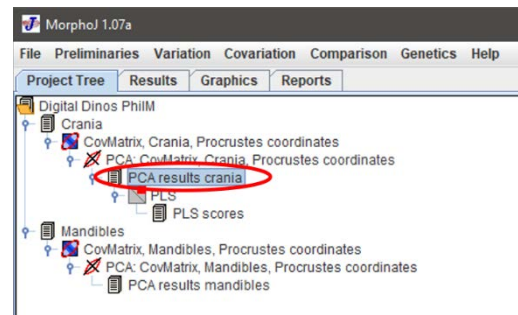 MorphoJ 1.07a
File Preliminaries Variation Covariation Comparison Genetics Help
Project Tree Results Graphics Reports
Digital Dinos PhilM
Crania
CovMatrix, Crania, Procrustes coordinates
PCA: CovMatrix, Crania, Procrustes coordinates
PCA results crania
PLS
PLS scores
Mandibles
CovMatrix, Mandibles, Procrustes coordinates
PCA: CovMatrix, Mandibles, Procrustes coordinates
PCA results mandibles